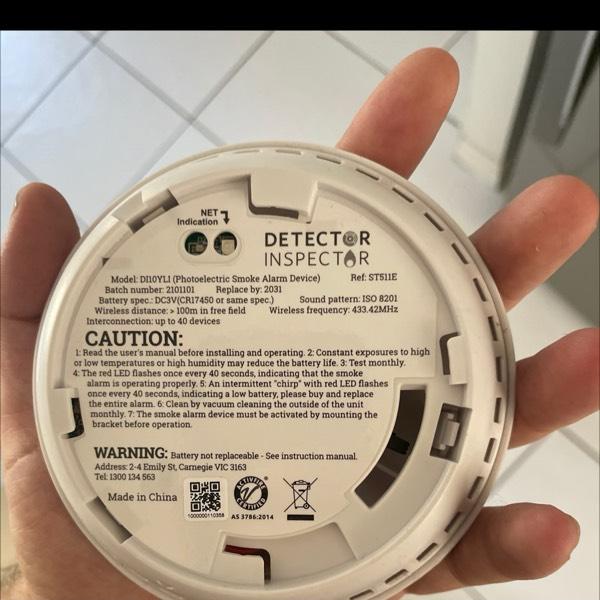 NET
Indication
DETECTOR
INSPECTOR
Model: DI10YLI (Photoelectric Smoke Alarm Device) Ref: ST511E
Batch number: 2101101 Replace by: 2031
Battery spec.: DC3V(CR17450 or same spec.) Sound pattern: ISO 8201
Wireless distance: > 100m in free field Wireless frequency: 433.42MHz
Interconnection: up to 40 devices
CAUTION:
1: Read the user's manual before installing and operating. 2: Constant exposures to high
or low temperatures or high humidity may reduce the battery life. 3: Test monthly.
4: The red LED flashes once every 40 seconds, indicating that the smoke
alarm is operating properly. 5: An intermittent "chirp" with red LED flashes
once every 40 seconds, indicating a low battery, please buy and replace
the entire alarm. 6: Clean by vacuum cleaning the outside of the unit
monthly. 7: The smoke alarm device must be activated by mounting the
bracket before operation.
WARNING: Battery not replaceable - See instruction manual.
Address: 2-4 Emily St, Carnegie VIC 3163
Tel: 1300 134 563
Made in China
1000000110358
ACTIVFIRE
CERTIFIED
AS 3786:2014